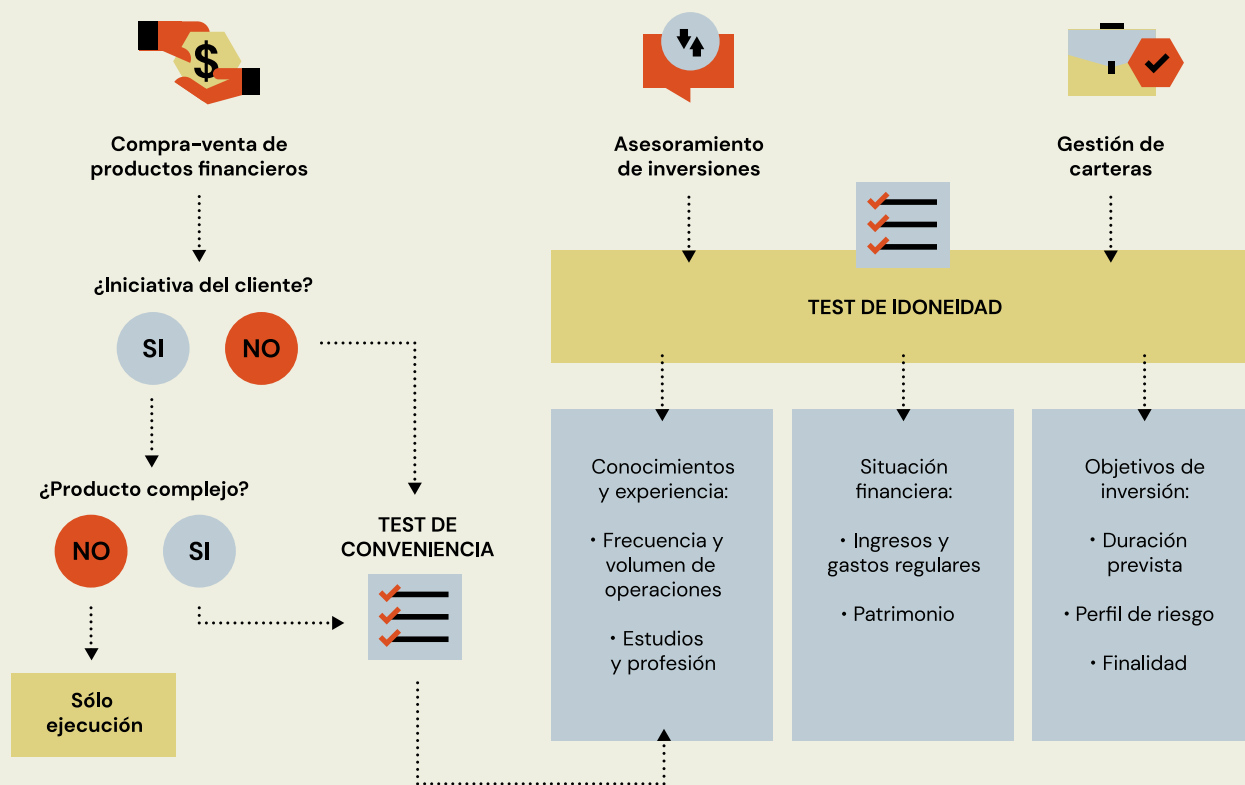 $
Compra-venta de
productos financieros
¿Iniciativa del cliente?
SI
NO
¿Producto complejo?
NO
SI
Sólo
ejecución
TEST DE
CONVENIENCIA
Asesoramiento
de inversiones
Gestión de
carteras
TEST DE IDONEIDAD
Conocimientos
y experiencia:
• Frecuencia y
volumen de
operaciones
• Estudios
y profesión
Situación
financiera:
• Ingresos y
gastos regulares
• Patrimonio
Objetivos de
inversión:
• Duración
prevista
• Perfil de riesgo
• Finalidad